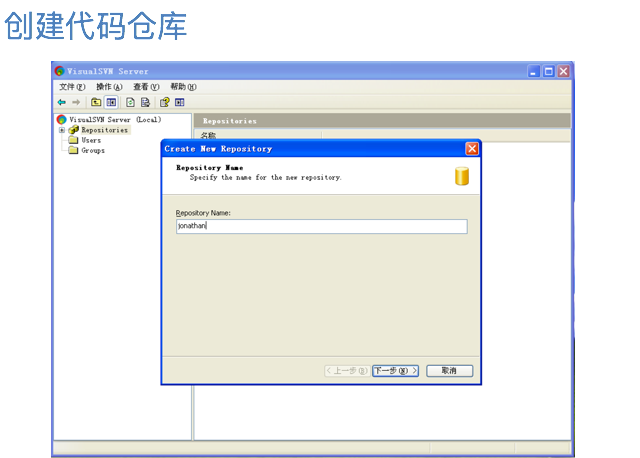 创建代码仓库
VisualSVN Server
文件(F) 操作(A) 查看(V) 帮助(H)
VisualSVN Server (Local)
Repositories
Users
Groups
Repositories
名称
Create New Repository
Repository Name
Specify the name for the new repository.
Repository Name:
jonathan
< 上一步(B) 下一步(N) > 取消